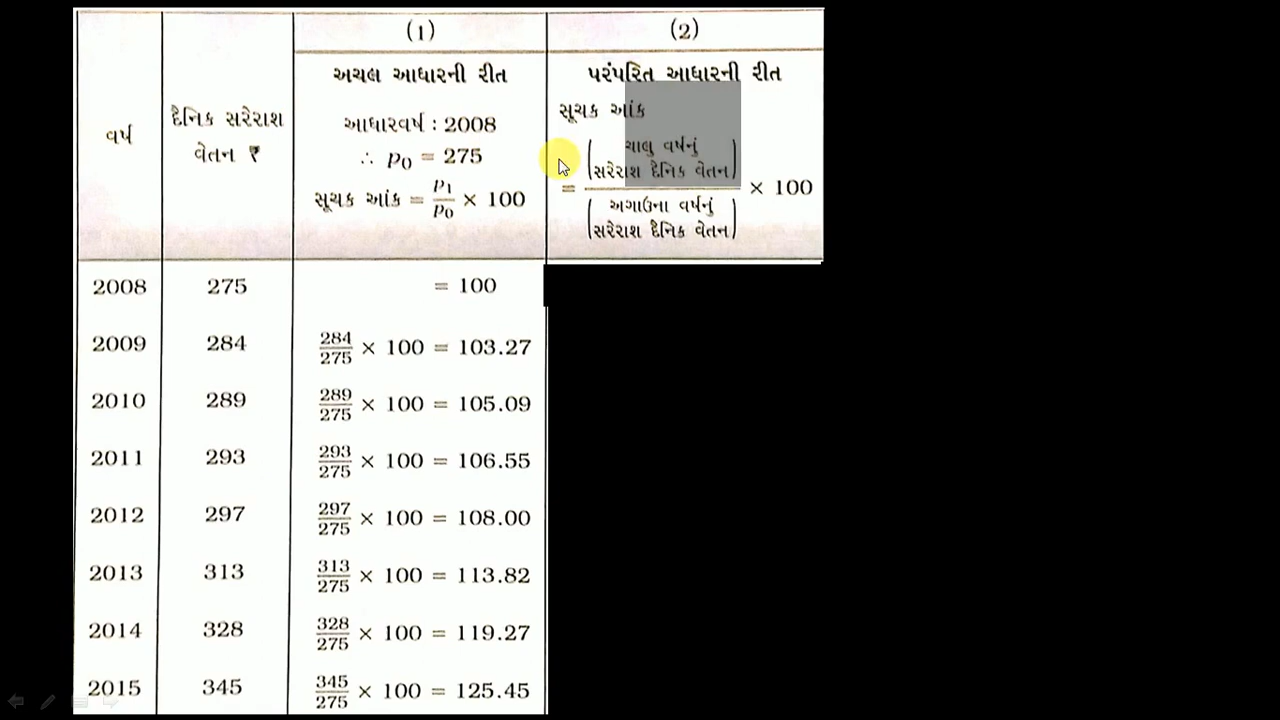 (1) (2)
વર્ષ
દૈનિક સરેરાશ
વેતન ₹
અચલ આધારની રીત
આધારવર્ષ : 2008
∴ p0 = 275
સૂચક આંક = p1/p0 × 100
પરંપરિત આધારની રીત
સૂચક આંક
= (ચાલુ વર્ષનું
સરેરાશ દૈનિક વેતન) × 100
(અગાઉના વર્ષનું
સરેરાશ દૈનિક વેતન)
2008 275 = 100
2009 284 284/275 × 100 = 103.27
2010 289 289/275 × 100 = 105.09
2011 293 293/275 × 100 = 106.55
2012 297 297/275 × 100 = 108.00
2013 313 313/275 × 100 = 113.82
2014 328 328/275 × 100 = 119.27
2015 345 345/275 × 100 = 125.45